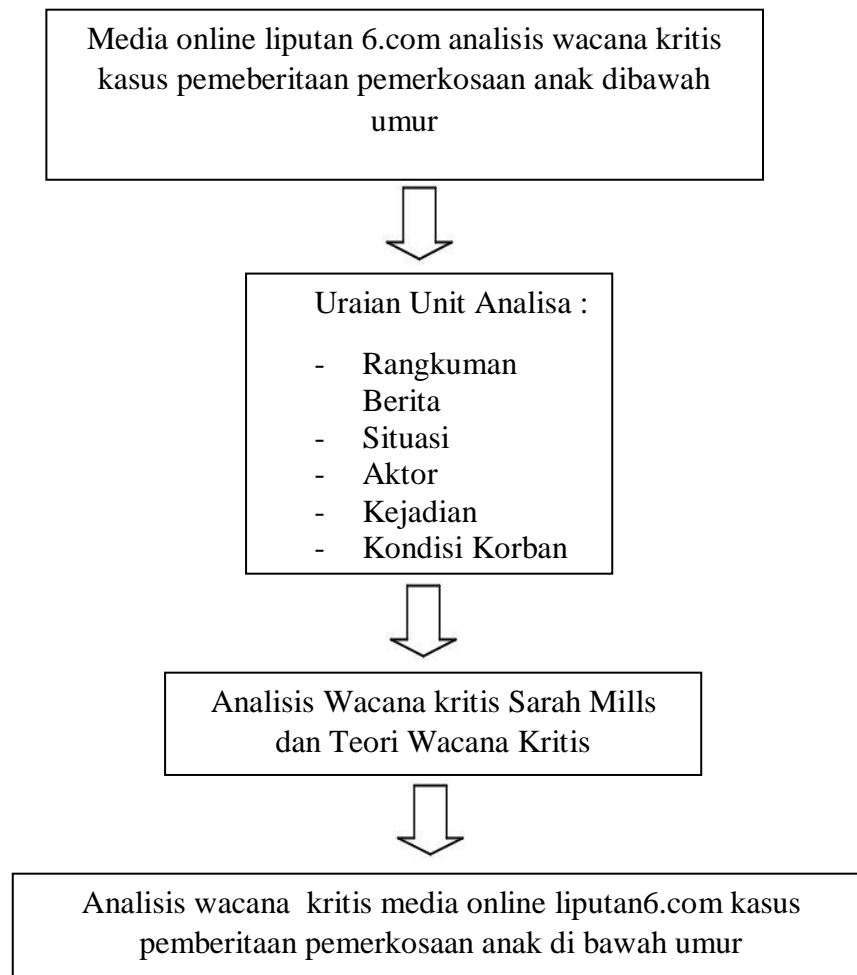 Media online liputan 6.com analisis wacana kritis
kasus pemeberitaan pemerkosaan anak dibawah
umur
Uraian Unit Analisa :
- Rangkuman
Berita
- Situasi
- Aktor
- Kejadian
- Kondisi Korban
Analisis Wacana kritis Sarah Mills
dan Teori Wacana Kritis
Analisis wacana kritis media online liputan6.com kasus
pemberitaan pemerkosaan anak di bawah umur